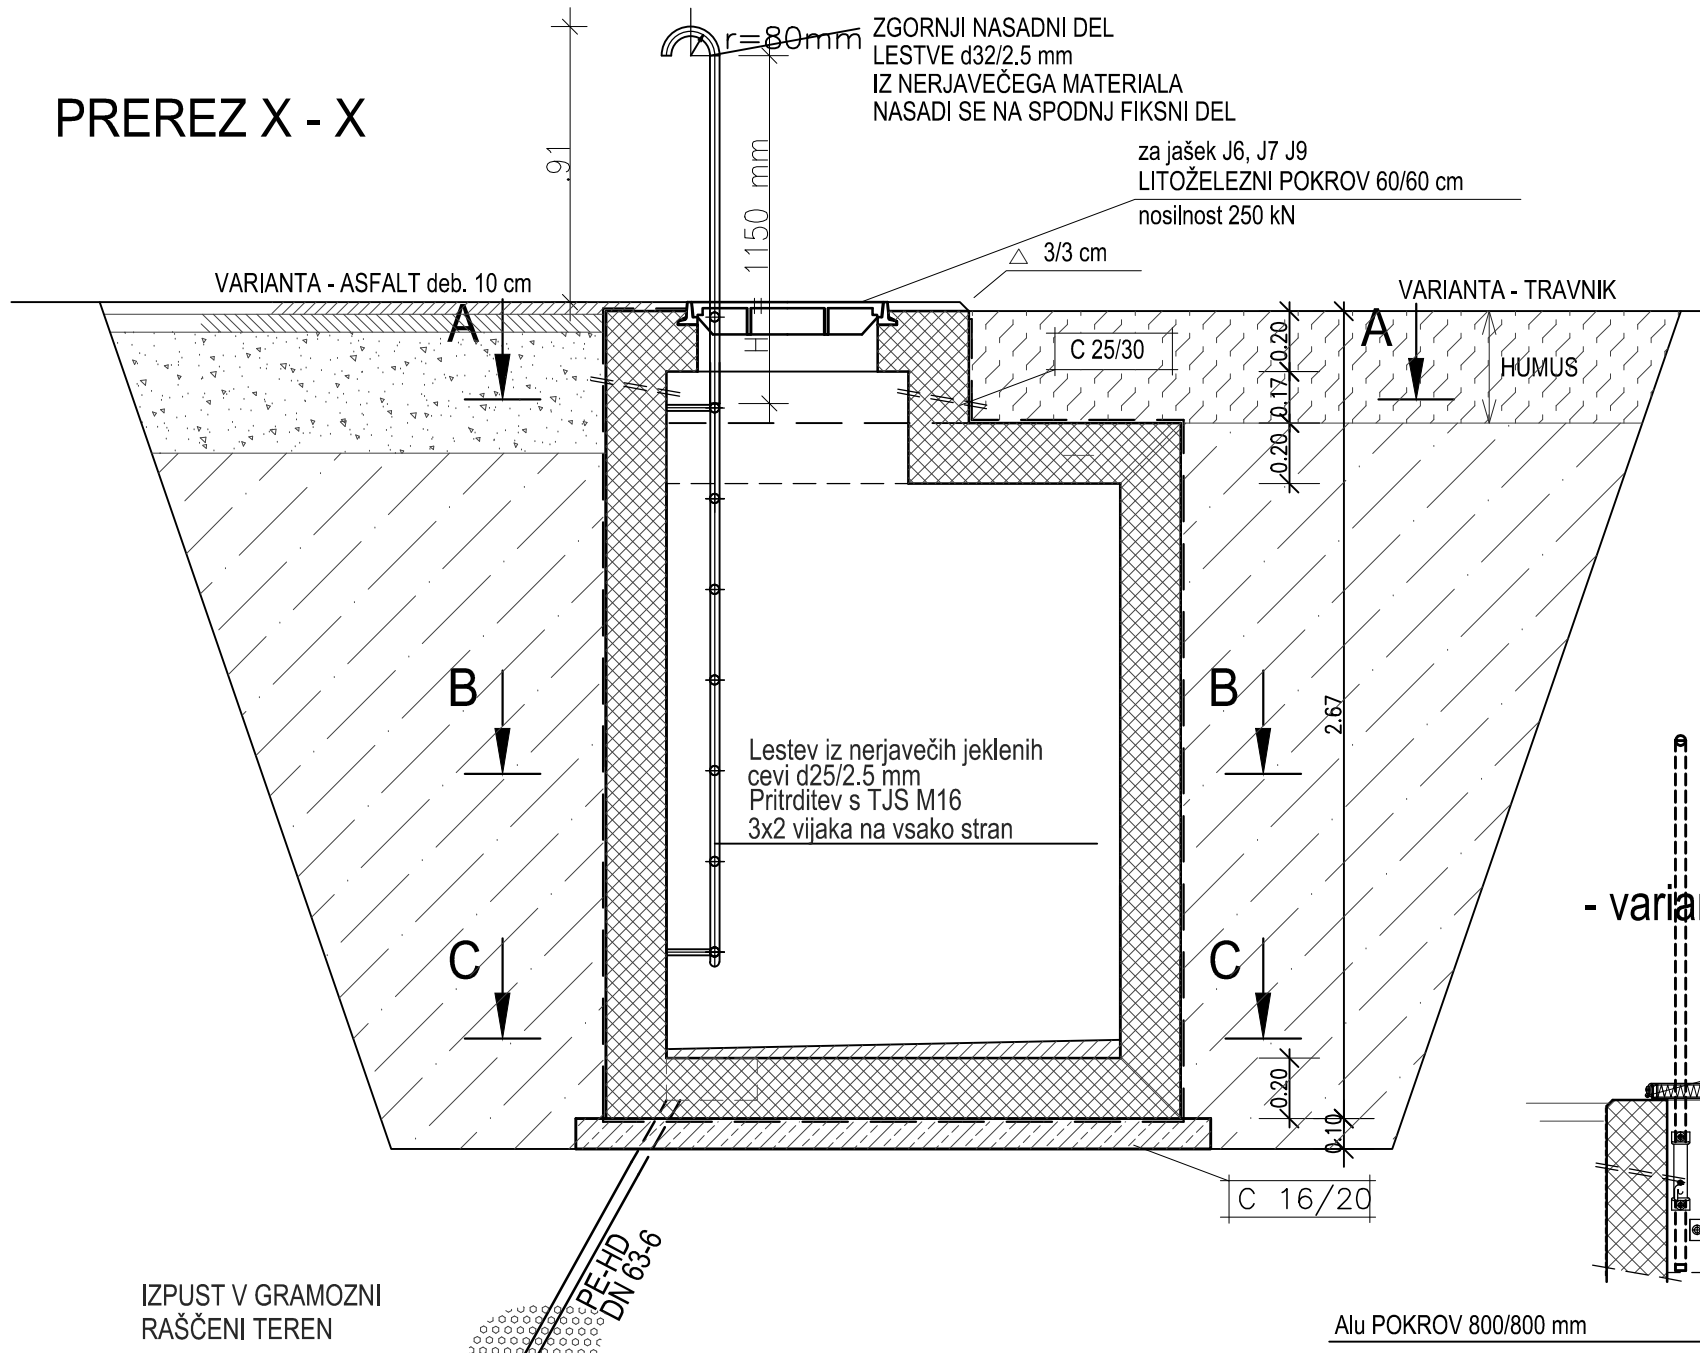 PREREZ X - X
.91
r=80mm
ZGORNJI NASADNI DEL
LESTVE d32/2.5 mm
IZ NERJAVEČEGA MATERIALA
NASADI SE NA SPODNJ FIKSNI DEL
H = 1150 mm
za jašek J6, J7 J9
LITOŽELEZNI POKROV 60/60 cm
nosilnost 250 kN
3/3 cm
VARIANTA - ASFALT deb. 10 cm
VARIANTA - TRAVNIK
A
A
C 25/30
HUMUS
0.20
0.17
0.20
2.67
B
B
Lestev iz nerjavečih jeklenih
cevi d25/2.5 mm
Pritrditev s TJS M16
3x2 vijaka na vsako stran
C
C
0.20
0.10
C 16/20
PE-HD
DN 63-6
IZPUST V GRAMOZNI
RAŠČENI TEREN
Alu POKROV 800/800 mm